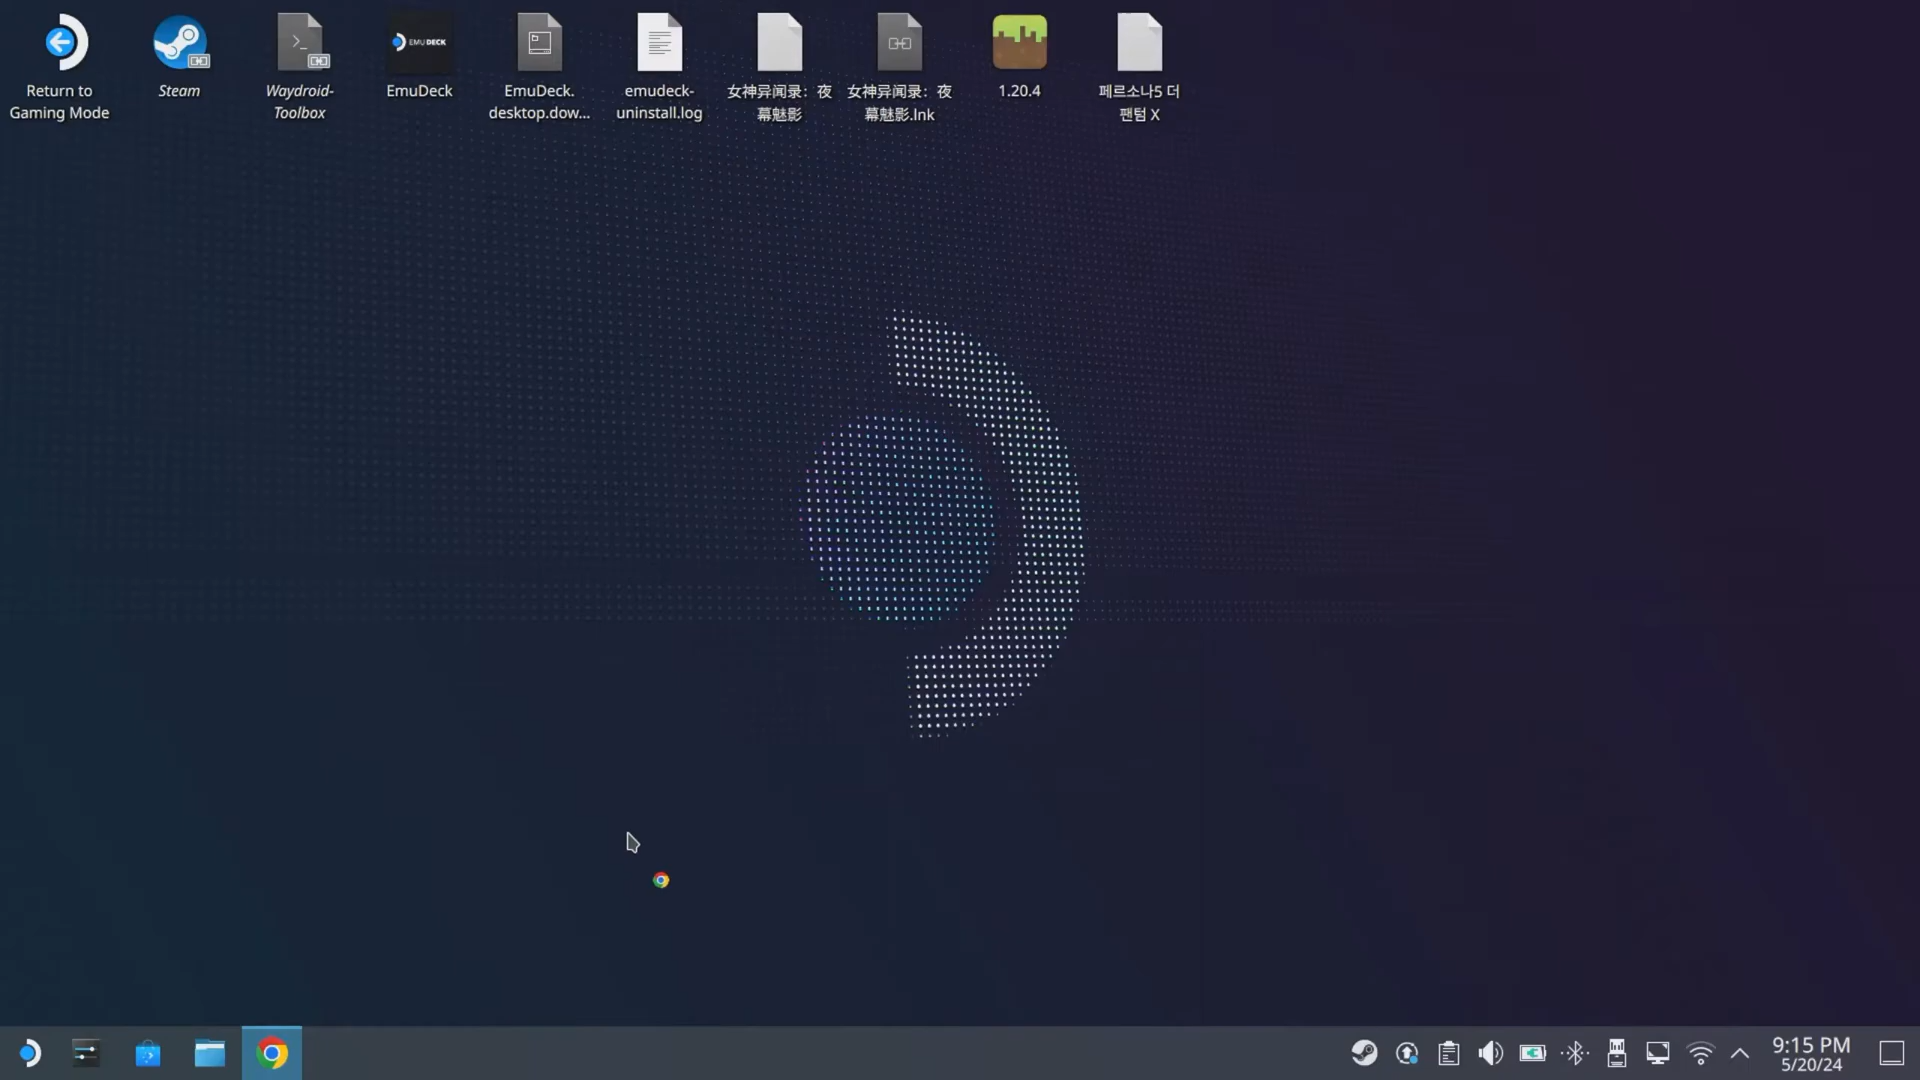 Return to
Gaming Mode
Steam
Waydroid-
Toolbox
EMUDECK
EmuDeck
EmuDeck.
desktop.dow...
emudeck-
uninstall.log
女神异闻录：夜
幕魅影
女神异闻录：夜
幕魅影.lnk
1.20.4
페르소나5 더
팬텀 X
9:15 PM
5/20/24